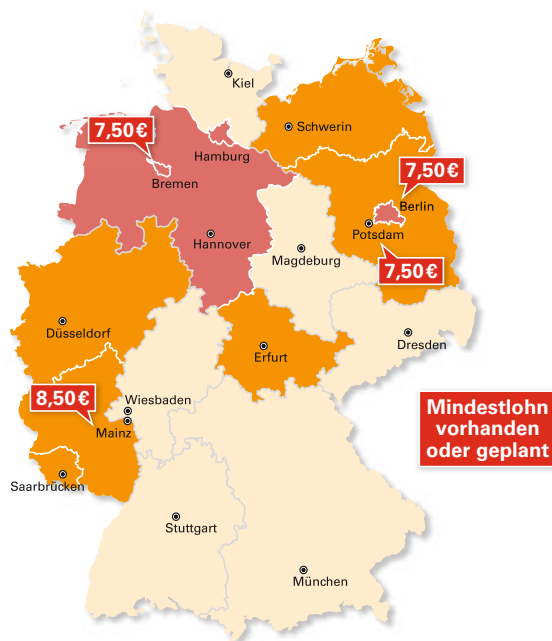 Kiel
Schwerin
7,50 €
Hamburg
Bremen
7,50 €
Berlin
Hannover
Potsdam
Magdeburg
7,50 €
Düsseldorf
Dresden
Erfurt
8,50 €
Wiesbaden
Mainz
Mindestlohn
vorhanden
oder geplant
Saarbrücken
Stuttgart
München